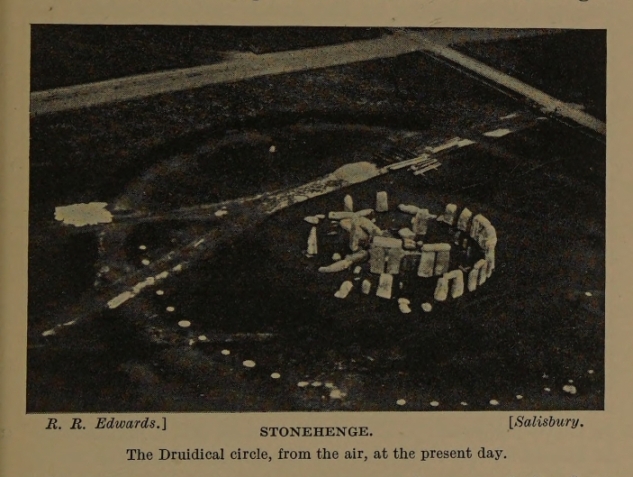 R. R. Edwards.] [Salisbury.
STONEHENGE.
The Druidical circle, from the air, at the present day.